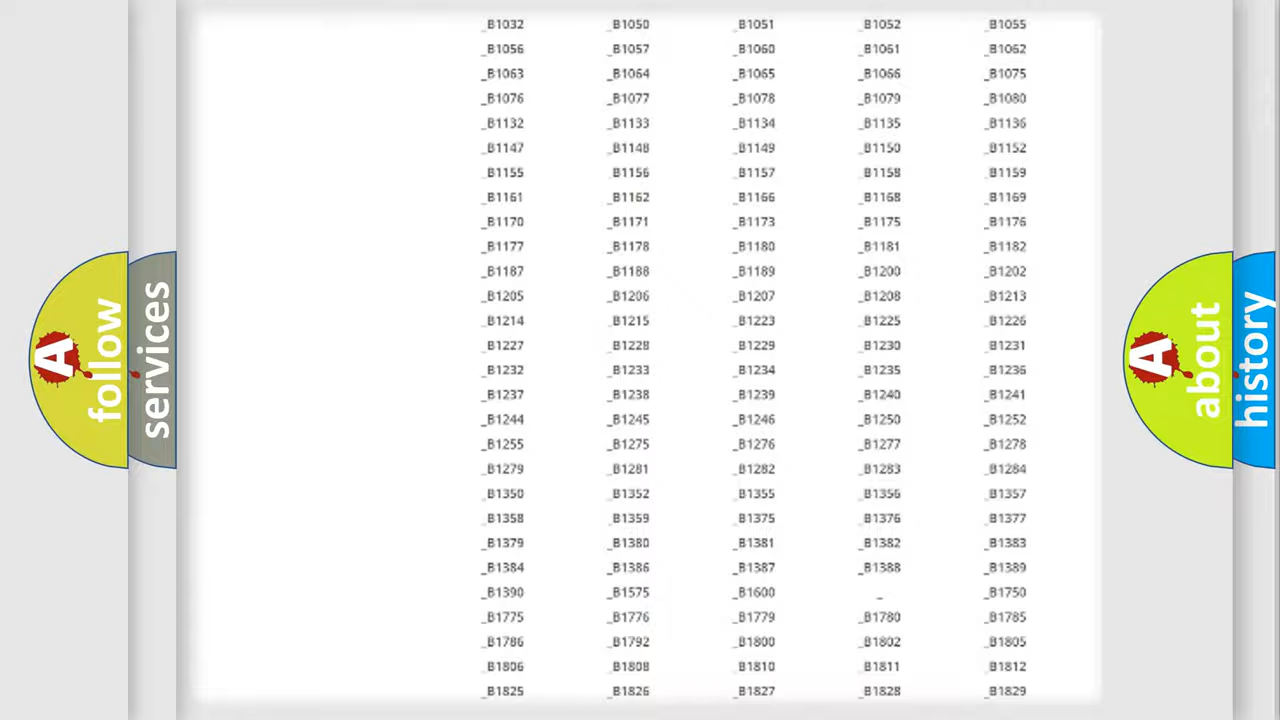 _B1032 _B1050 _B1051 _B1052 _B1055
_B1056 _B1057 _B1060 _B1061 _B1062
_B1063 _B1064 _B1065 _B1066 _B1075
_B1076 _B1077 _B1078 _B1079 _B1080
_B1132 _B1133 _B1134 _B1135 _B1136
_B1147 _B1148 _B1149 _B1150 _B1152
_B1155 _B1156 _B1157 _B1158 _B1159
_B1161 _B1162 _B1166 _B1168 _B1169
_B1170 _B1171 _B1173 _B1175 _B1176
_B1177 _B1178 _B1180 _B1181 _B1182
_B1187 _B1188 _B1189 _B1200 _B1202
_B1205 _B1206 _B1207 _B1208 _B1213
_B1214 _B1215 _B1223 _B1225 _B1226
_B1227 _B1228 _B1229 _B1230 _B1231
_B1232 _B1233 _B1234 _B1235 _B1236
_B1237 _B1238 _B1239 _B1240 _B1241
_B1244 _B1245 _B1246 _B1250 _B1252
_B1255 _B1275 _B1276 _B1277 _B1278
_B1279 _B1281 _B1282 _B1283 _B1284
_B1350 _B1352 _B1355 _B1356 _B1357
_B1358 _B1359 _B1375 _B1376 _B1377
_B1379 _B1380 _B1381 _B1382 _B1383
_B1384 _B1386 _B1387 _B1388 _B1389
_B1390 _B1575 _B1600 _ _B1750
_B1775 _B1776 _B1779 _B1780 _B1785
_B1786 _B1792 _B1800 _B1802 _B1805
_B1806 _B1808 _B1810 _B1811 _B1812
_B1825 _B1826 _B1827 _B1828 _B1829
A
follow
services
A
about
history